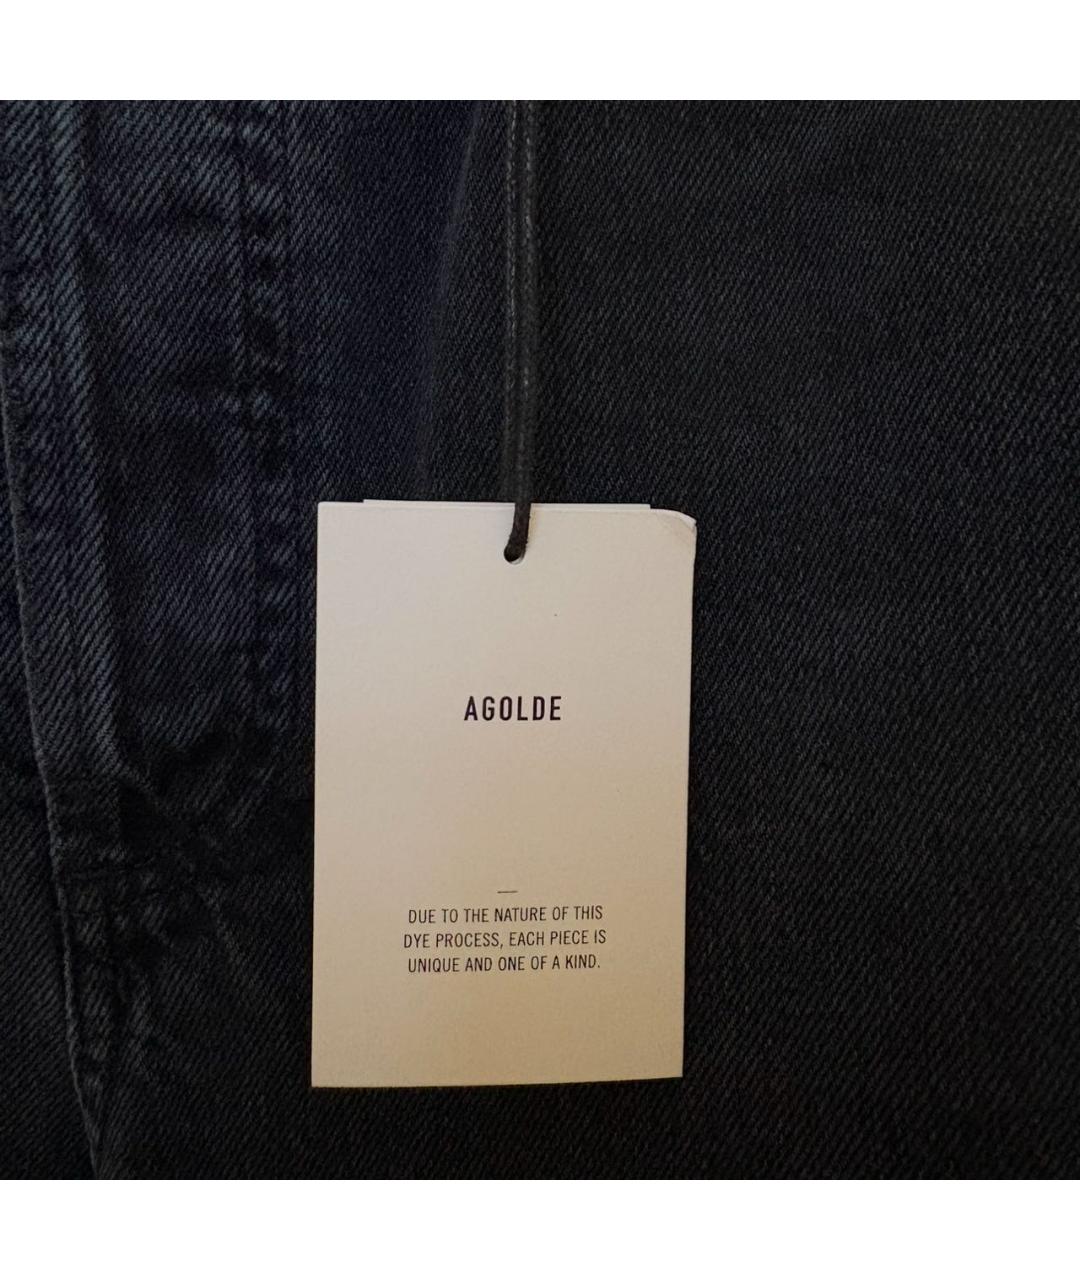 AGOLDE
DUE TO THE NATURE OF THIS
DYE PROCESS, EACH PIECE IS
UNIQUE AND ONE OF A KIND.